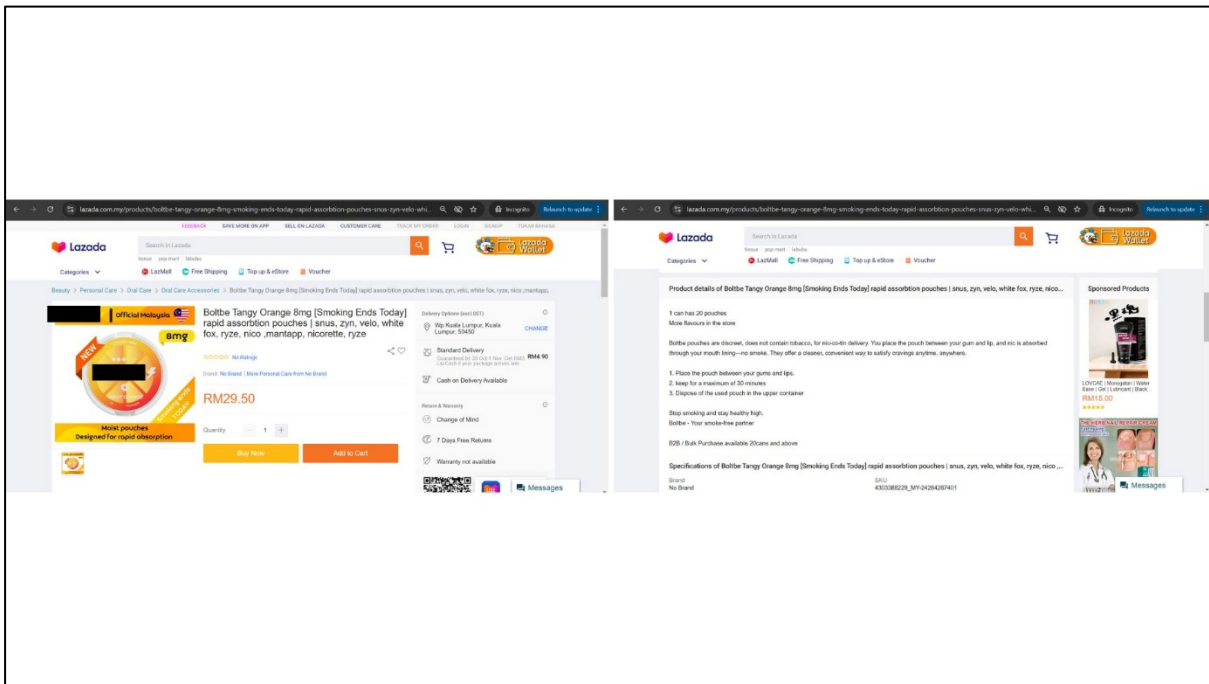 lazada.com.my/products/boltbe-tangy-orange-8mg-smoking-ends-today-rapid-assorbtion-pouches-snus-zyn-velo-whi...
Incognito
Relaunch to update
FEEDBACK
SAVE MORE ON APP
SELL ON LAZADA
CUSTOMER CARE
TRACK MY ORDER
LOGIN
SIGNUP
TUKAR BAHASA
Lazada
Search in Lazada
Lazada Wallet
Categories
LazMall
Free Shipping
Top up & eStore
Voucher
Beauty > Personal Care > Oral Care > Oral Care Accessories > Boltbe Tangy Orange 8mg [Smoking Ends Today] rapid assorbtion pouches | snus, zyn, velo, white fox, ryze, nico ,mantapp,
Official Malaysia
8mg
NEW
Smoking ends TODAY
Moist pouches
Designed for rapid absorption
Boltbe Tangy Orange 8mg [Smoking Ends Today]
rapid assorbtion pouches | snus, zyn, velo, white
fox, ryze, nico ,mantapp, nicorette, ryze
No Ratings
Brand: No Brand | More Personal Care from No Brand
RM29.50
Quantity
1
Buy Now
Add to Cart
Delivery Options
Wp Kuala Lumpur, Kuala
Lumpur, 59450
CHANGE
Standard Delivery
RM4.90
Cash on Delivery Available
Return & Warranty
Change of Mind
7 Days Free Returns
Warranty not available
Messages
lazada.com.my/products/boltbe-tangy-orange-8mg-smoking-ends-today-rapid-assorbtion-pouches-snus-zyn-velo-whi...
Incognito
Relaunch to update
Lazada
Search in Lazada
Lazada Wallet
Categories
LazMall
Free Shipping
Top up & eStore
Voucher
Product details of Boltbe Tangy Orange 8mg [Smoking Ends Today] rapid assorbtion pouches | snus, zyn, velo, white fox, ryze, nico...
1 can has 20 pouches
More flavours in the store
Boltbe pouches are discreet, does not contain tobacco, for nic-co-tin delivery. You place the pouch between your gum and lip, and nic is absorbed
through your mouth lining—no smoke. They offer a cleaner, convenient way to satisfy cravings anytime, anywhere.
1. Place the pouch between your gums and lips.
2. keep for a maximum of 30 minutes
3. Dispose of the used pouch in the upper container
Stop smoking and stay healthy high.
Boltbe - Your smoke-free partner
B2B / Bulk Purchase available 20cans and above
Specifications of Boltbe Tangy Orange 8mg [Smoking Ends Today] rapid assorbtion pouches | snus, zyn, velo, white fox, ryze, nico ,...
Brand
No Brand
SKU
4303388229_MY-24284267401
Sponsored Products
RM15.00
Messages